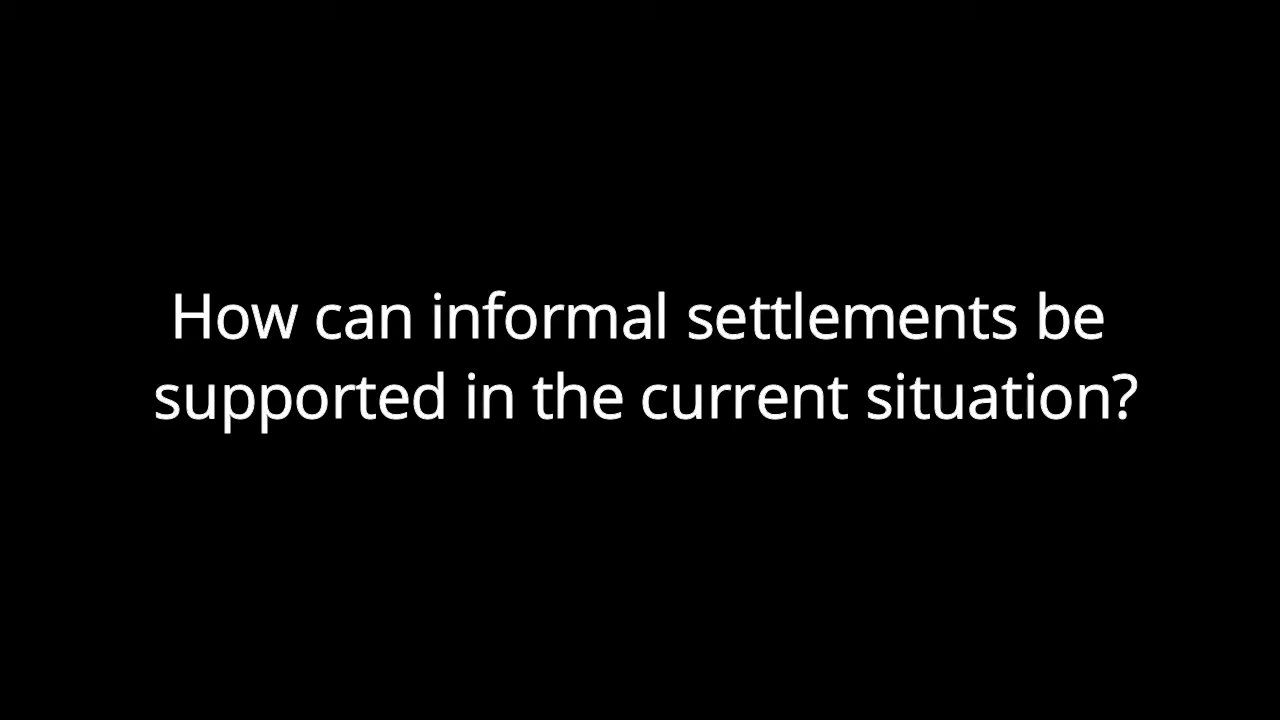 How can informal settlements be
supported in the current situation?